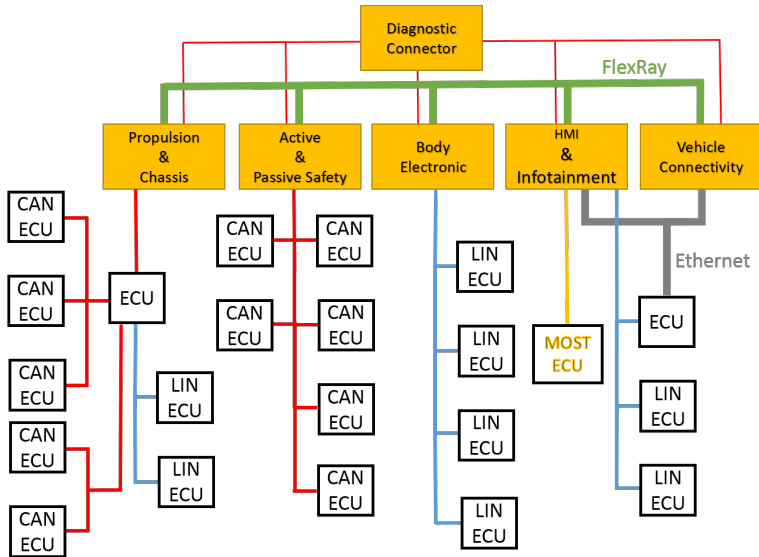 Diagnostic
Connector
FlexRay
Propulsion
&
Chassis
Active
&
Passive Safety
Body
Electronic
HMI
&
Infotainment
Vehicle
Connectivity
CAN
ECU
CAN
ECU
CAN
ECU
CAN
ECU
CAN
ECU
ECU
LIN
ECU
LIN
ECU
CAN
ECU
CAN
ECU
CAN
ECU
CAN
ECU
CAN
ECU
CAN
ECU
LIN
ECU
LIN
ECU
LIN
ECU
LIN
ECU
MOST
ECU
Ethernet
ECU
LIN
ECU
LIN
ECU